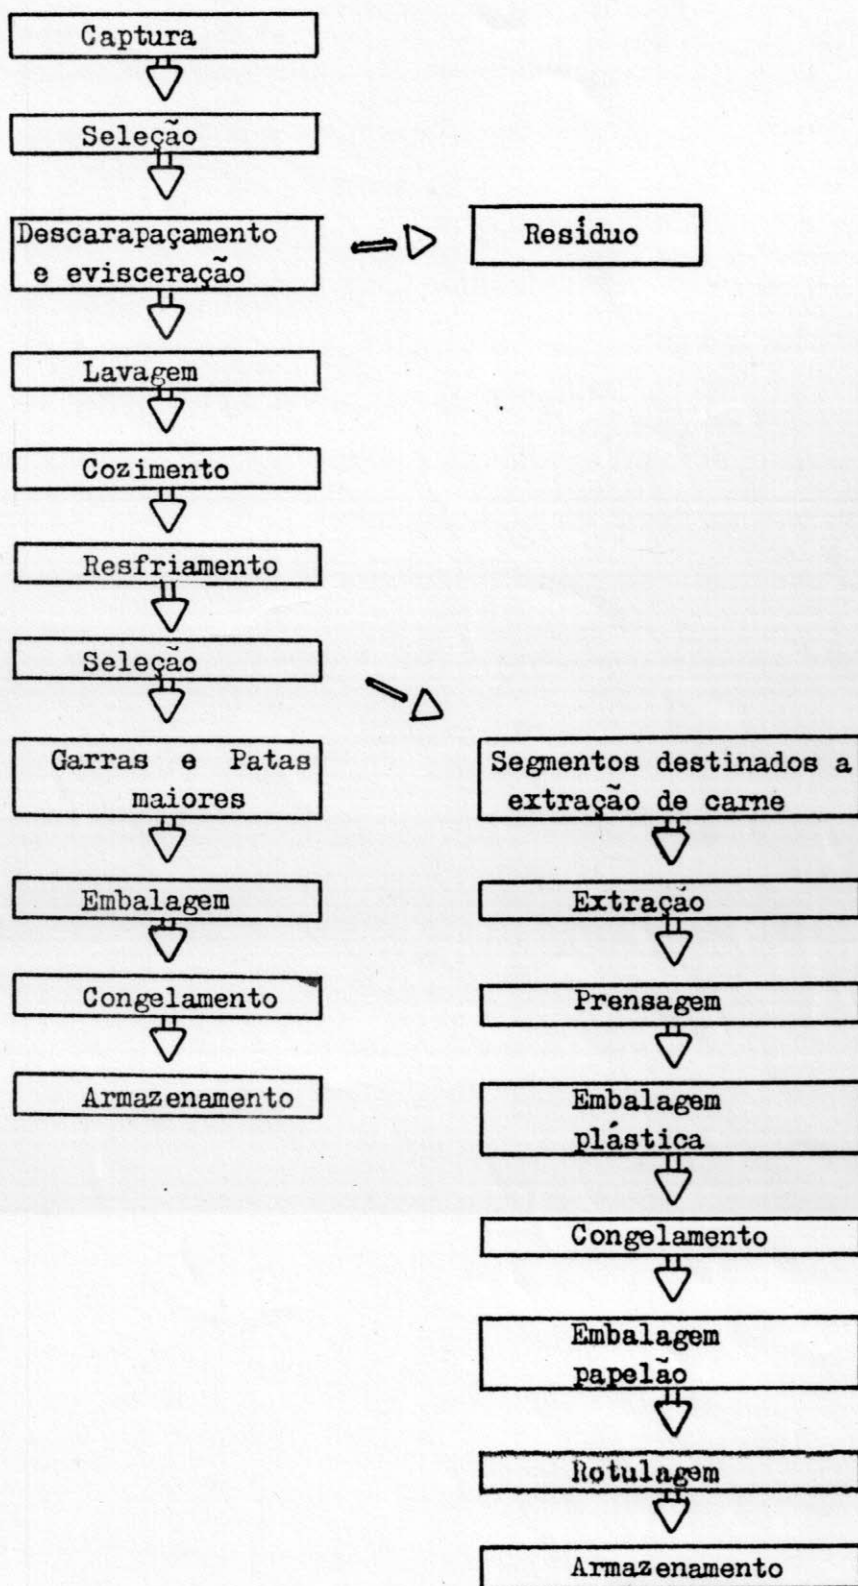 Captura
Seleção
Descarapaçamento
e evisceração
Resíduo
Lavagem
Cozimento
Resfriamento
Seleção
Garras e Patas
maiores
Embalagem
Congelamento
Armazenamento
Segmentos destinados a
extração de carne
Extração
Prensagem
Embalagem
plástica
Congelamento
Embalagem
papelão
Rotulagem
Armazenamento